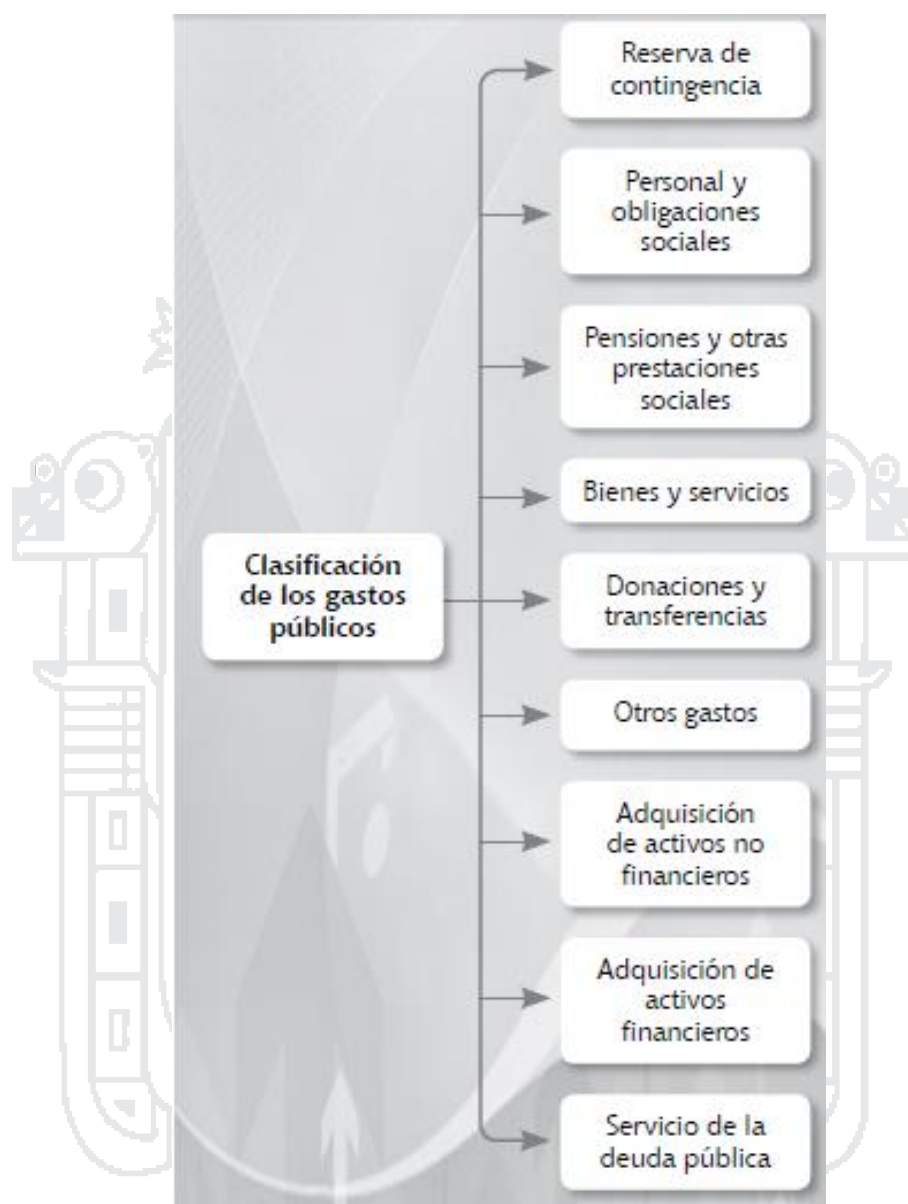 Reserva de
contingencia
Personal y
obligaciones
sociales
Pensiones y otras
prestaciones
sociales
Bienes y servicios
Clasificación
de los gastos
públicos
Donaciones y
transferencias
Otros gastos
Adquisición
de activos no
financieros
Adquisición de
activos
financieros
Servicio de la
deuda pública